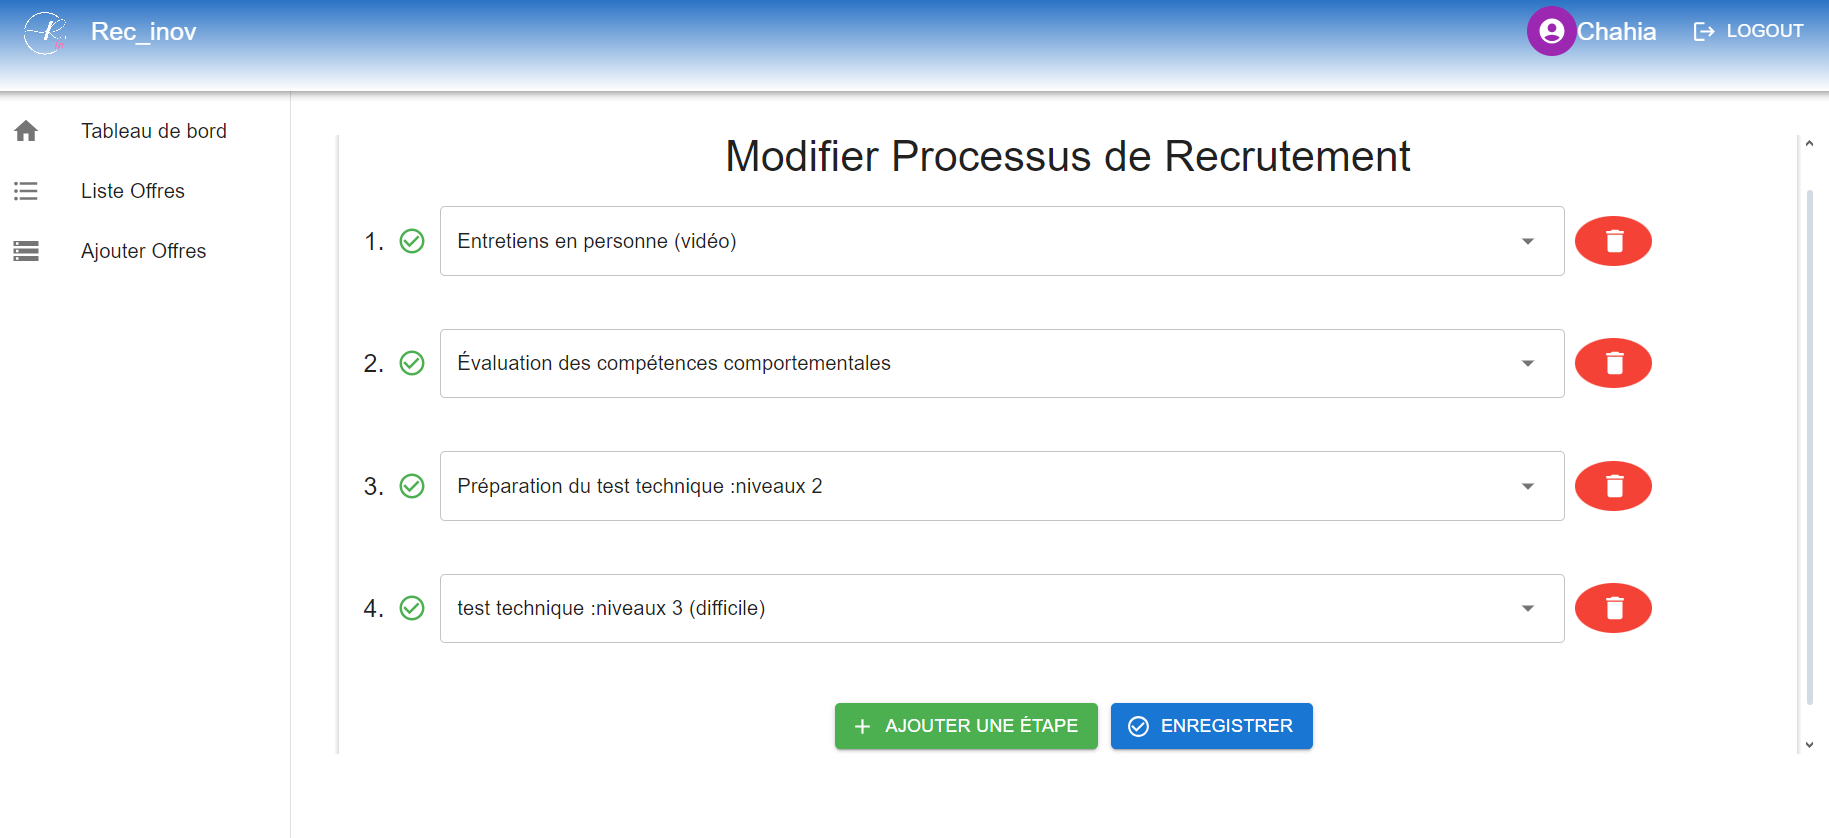 Rec_inov
Chahia
LOGOUT
Tableau de bord
Liste Offres
Ajouter Offres
Modifier Processus de Recrutement
1.
Entretiens en personne (vidéo)
2.
Évaluation des compétences comportementales
3.
Préparation du test technique :niveaux 2
4.
test technique :niveaux 3 (difficile)
AJOUTER UNE ÉTAPE
ENREGISTRER